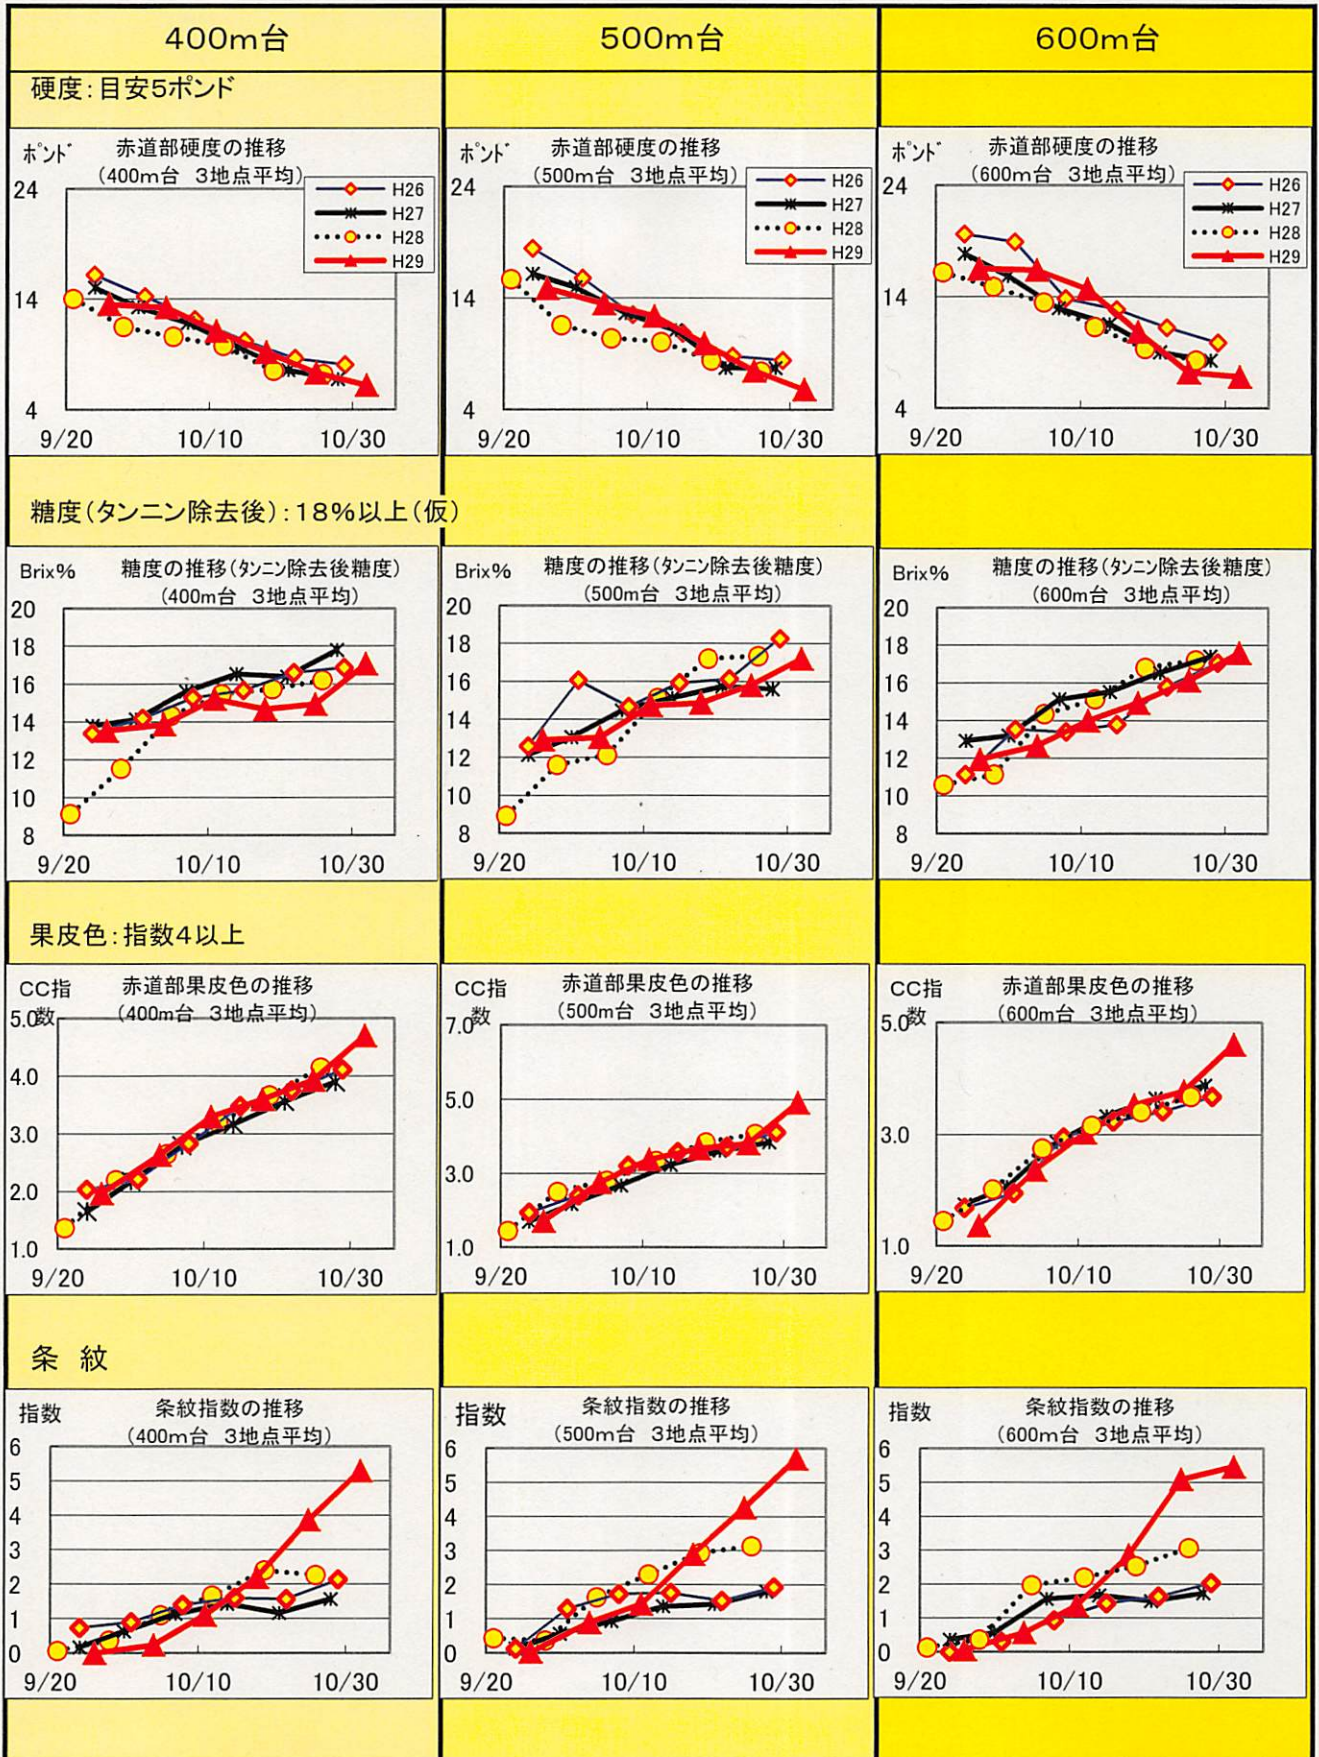 400m台
500m台
600m台
硬度：目安5ポンド
ポンド
赤道部硬度の推移
（400m台 3地点平均）
24
14
4
9/20
10/10
10/30
H26
H27
H28
H29
ポンド
赤道部硬度の推移
（500m台 3地点平均）
24
14
4
9/20
10/10
10/30
H26
H27
H28
H29
ポンド
赤道部硬度の推移
（600m台 3地点平均）
24
14
4
9/20
10/10
10/30
H26
H27
H28
H29
糖度（タンニン除去後）：18％以上（仮）
Brix%
糖度の推移（タンニン除去後糖度）
（400m台 3地点平均）
20
18
16
14
12
10
8
9/20
10/10
10/30
Brix%
糖度の推移（タンニン除去後糖度）
（500m台 3地点平均）
20
18
16
14
12
10
8
9/20
10/10
10/30
Brix%
糖度の推移（タンニン除去後糖度）
（600m台 3地点平均）
20
18
16
14
12
10
8
9/20
10/10
10/30
果皮色：指数4以上
CC指
数
赤道部果皮色の推移
（400m台 3地点平均）
5.0
4.0
3.0
2.0
1.0
9/20
10/10
10/30
CC指
数
赤道部果皮色の推移
（500m台 3地点平均）
7.0
5.0
3.0
1.0
9/20
10/10
10/30
CC指
数
赤道部果皮色の推移
（600m台 3地点平均）
5.0
3.0
1.0
9/20
10/10
10/30
条 紋
指数
条紋指数の推移
（400m台 3地点平均）
6
5
4
3
2
1
0
9/20
10/10
10/30
指数
条紋指数の推移
（500m台 3地点平均）
6
5
4
3
2
1
0
9/20
10/10
10/30
指数
条紋指数の推移
（600m台 3地点平均）
6
5
4
3
2
1
0
9/20
10/10
10/30